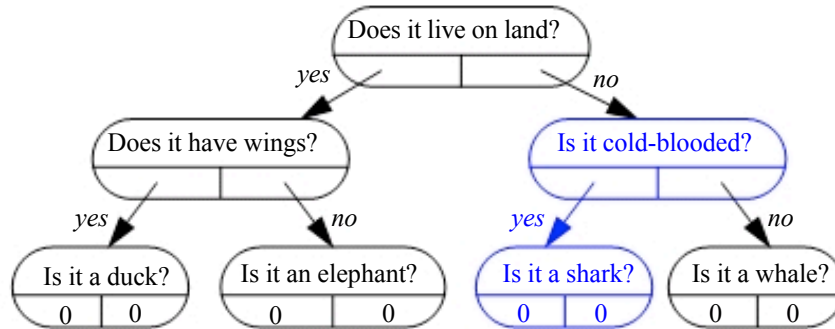 Does it live on land?
yes
no
Does it have wings?
Is it cold-blooded?
yes
no
yes
no
Is it a duck?
Is it an elephant?
Is it a shark?
Is it a whale?
0 0
0 0
0 0
0 0